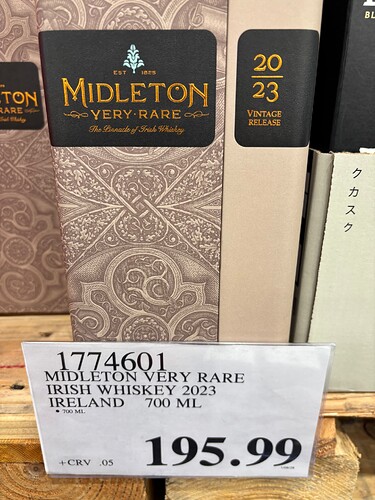 EST 1825
MIDLETON
VERY·RARE
The Pinnacle of Irish Whiskey
20
23
VINTAGE
RELEASE
クカスク
1774601
MIDLETON VERY RARE
IRISH WHISKEY 2023
IRELAND 700 ML
* 700 ML
+CRV .05
195.99